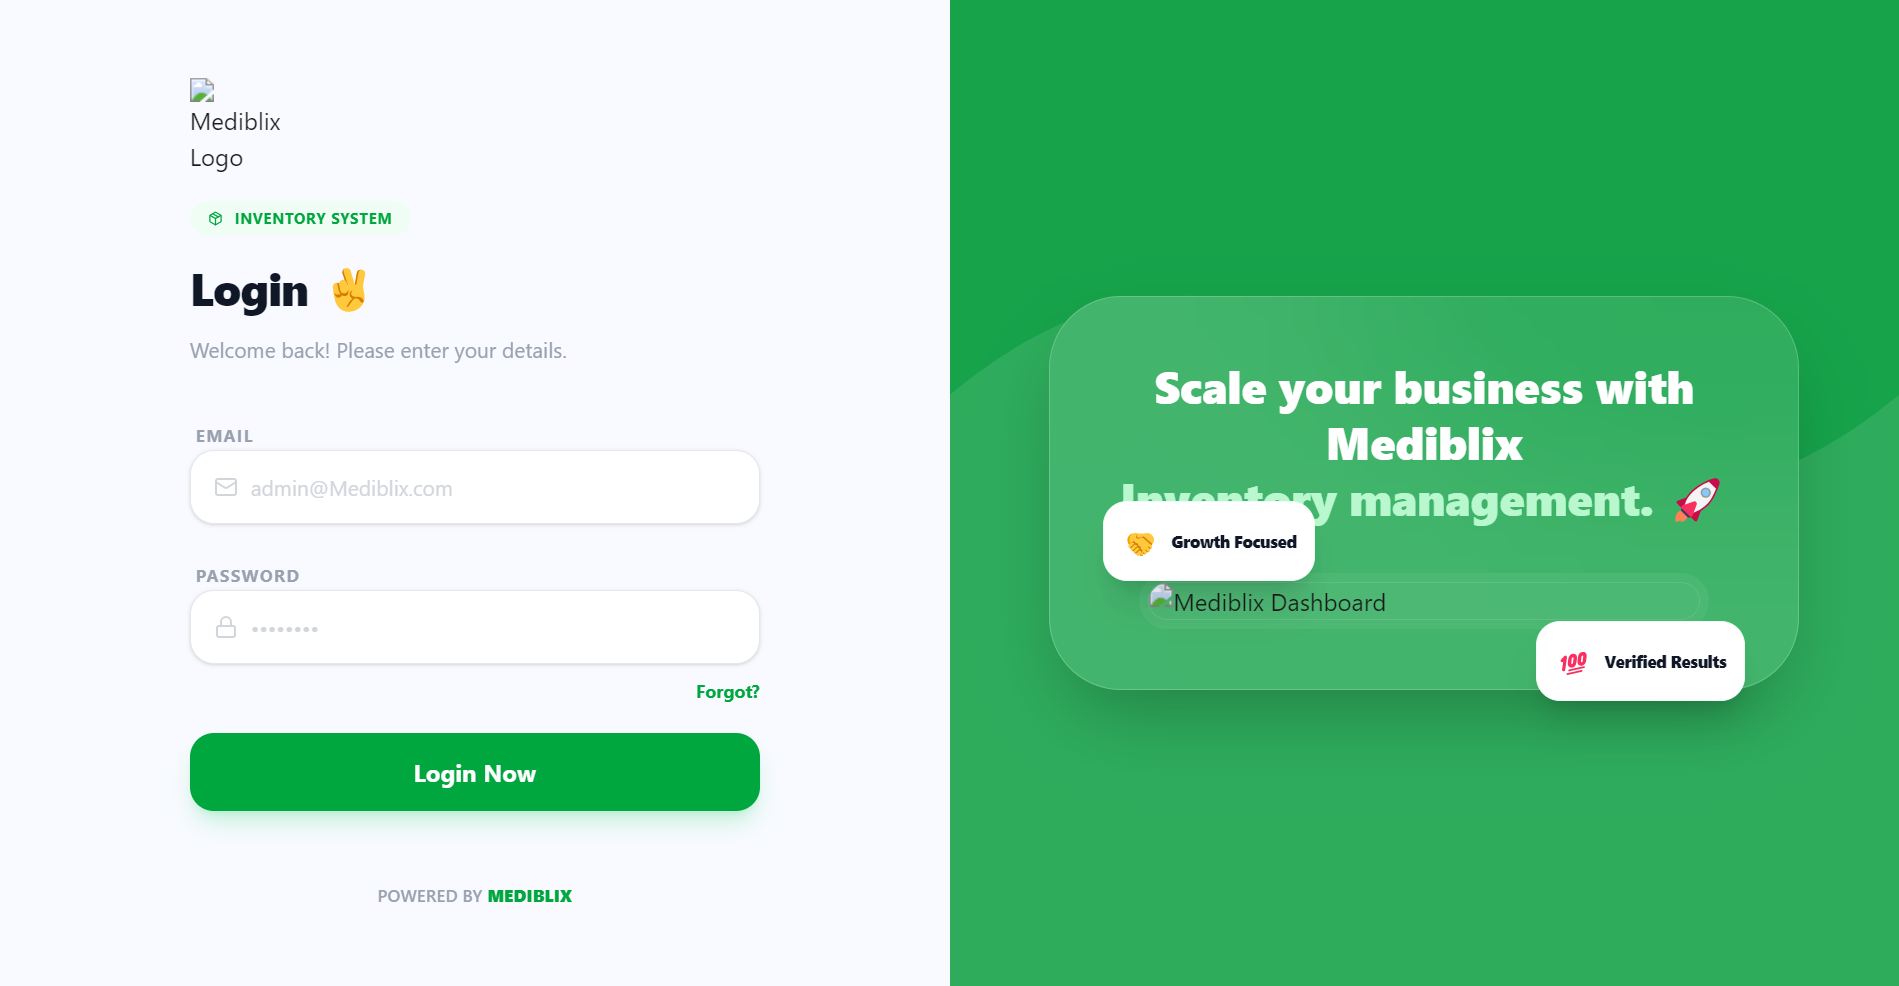 Mediblix
Logo
INVENTORY SYSTEM
Login ✌️
Welcome back! Please enter your details.
EMAIL
admin@Mediblix.com
PASSWORD
••••••••
Forgot?
Login Now
POWERED BY MEDIBLIX
Scale your business with
Mediblix
Inventory management. 🚀
🤝 Growth Focused
Mediblix Dashboard
💯 Verified Results